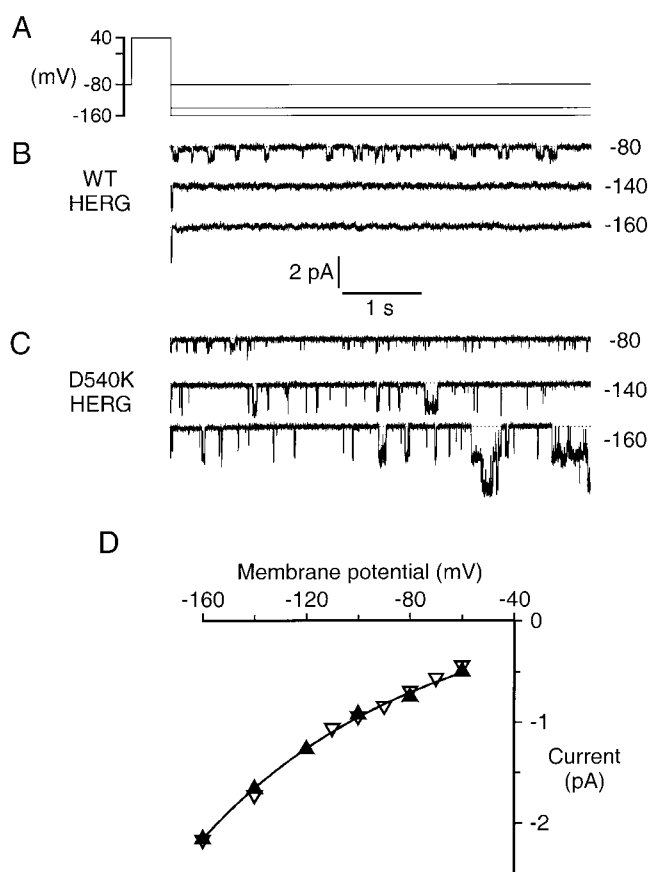 A
40
(mV)
-80
-160
B
-80
WT
HERG
-140
-160
2 pA
1 s
C
-80
D540K
HERG
-140
-160
D
Membrane potential (mV)
-160 -120 -80 -40
0
-1
Current
(pA)
-2